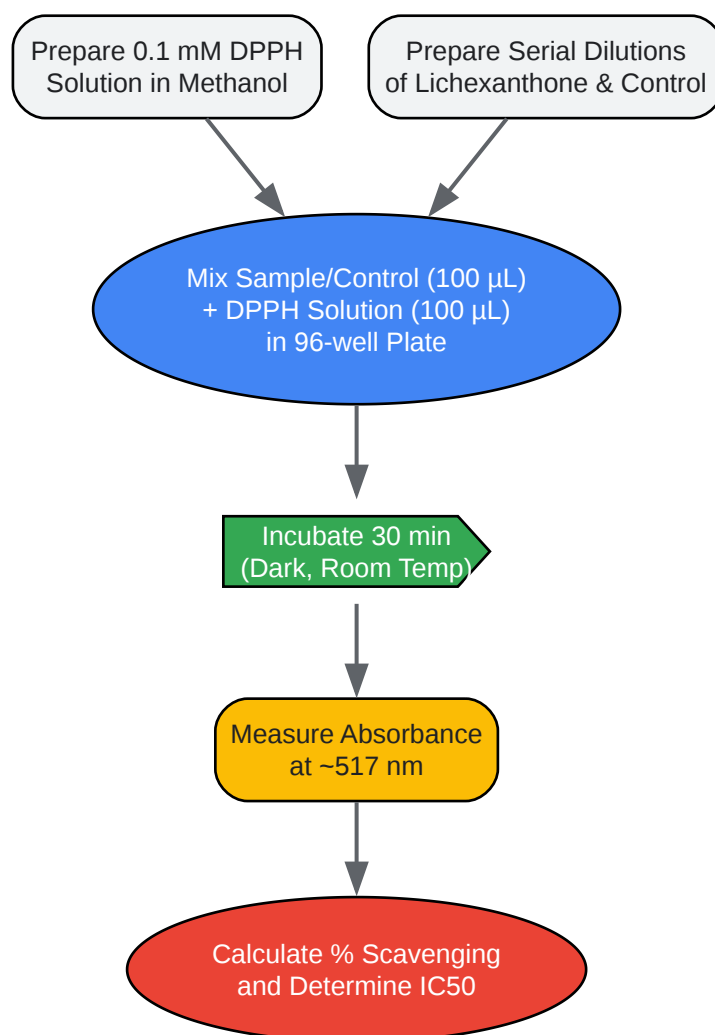 Prepare 0.1 mM DPPH
Solution in Methanol
Prepare Serial Dilutions
of Lichexanthone & Control
Mix Sample/Control (100 µL)
+ DPPH Solution (100 µL)
in 96-well Plate
Incubate 30 min
(Dark, Room Temp)
Measure Absorbance
at ~517 nm
Calculate % Scavenging
and Determine IC50